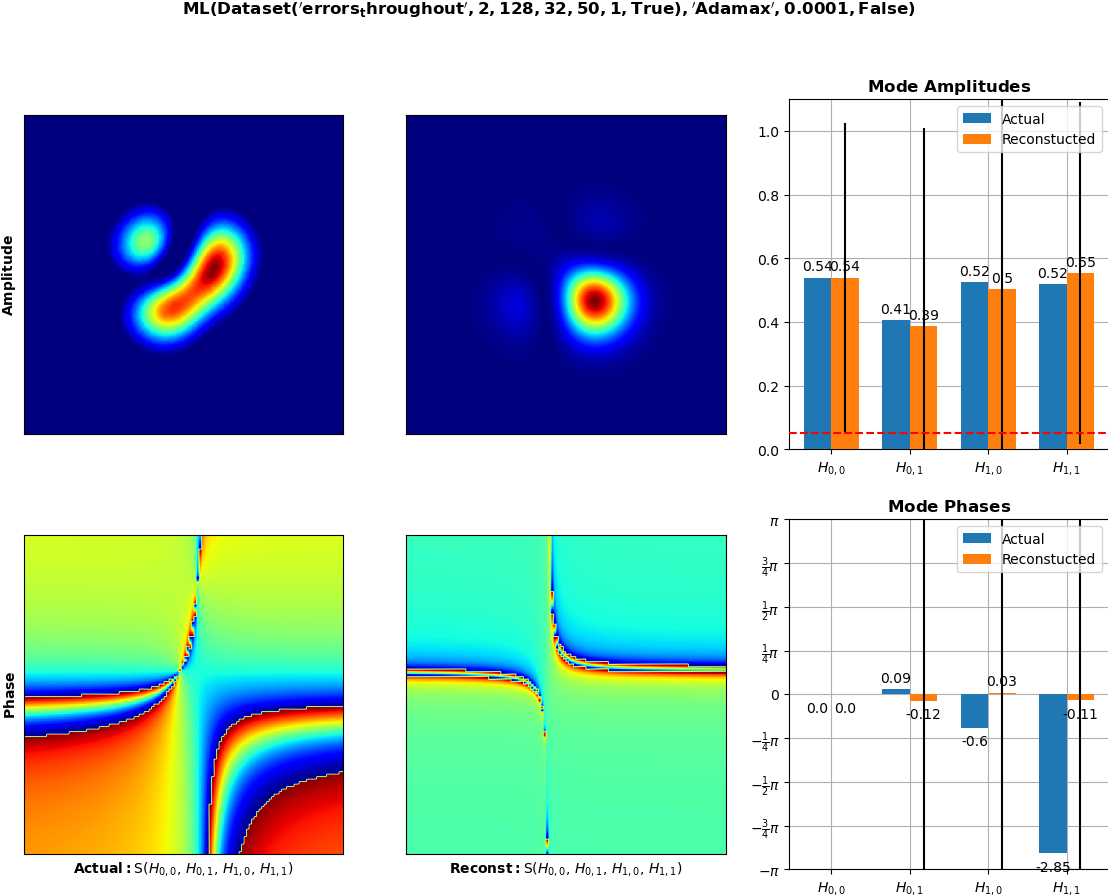 ML(Dataset('errors_throughout', 2, 128, 32, 50, 1, True), 'Adamax', 0.0001, False)
Amplitude
Mode Amplitudes
Actual
Reconstucted
1.0
0.8
0.6
0.4
0.2
0.0
0.54
0.54
0.41
0.39
0.52
0.5
0.52
0.55
H0,0
H0,1
H1,0
H1,1
Phase
Actual: S(H0,0, H0,1, H1,0, H1,1)
Reconst: S(H0,0, H0,1, H1,0, H1,1)
Mode Phases
Actual
Reconstucted
π
3/4π
1/2π
1/4π
0
−1/4π
−1/2π
−3/4π
−π
0.0
0.0
0.09
-0.12
-0.6
0.03
-2.85
-0.11
H0,0
H0,1
H1,0
H1,1